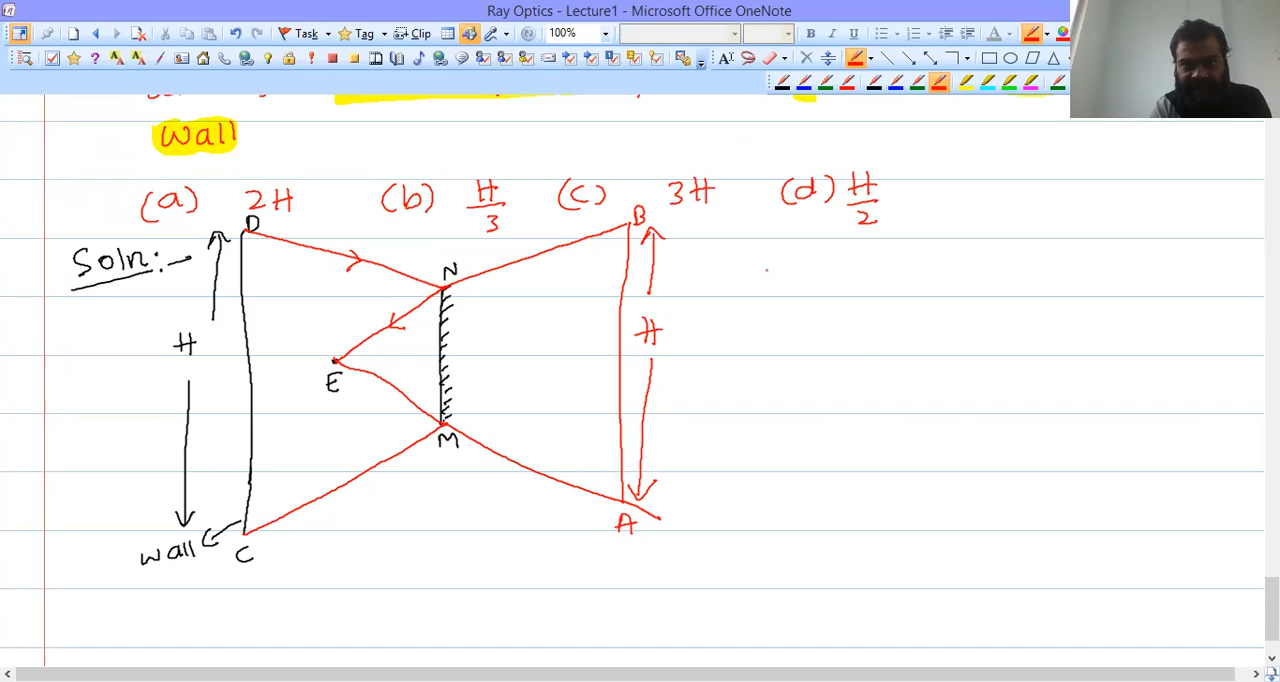 Ray Optics - Lecture1 - Microsoft Office OneNote
Task Tag Clip 100% B I U A
wall
(a) 2H (b) H/3 (c) 3H (d) H/2
Soln:-
D
B
N
H
H
E
M
A
wall
C